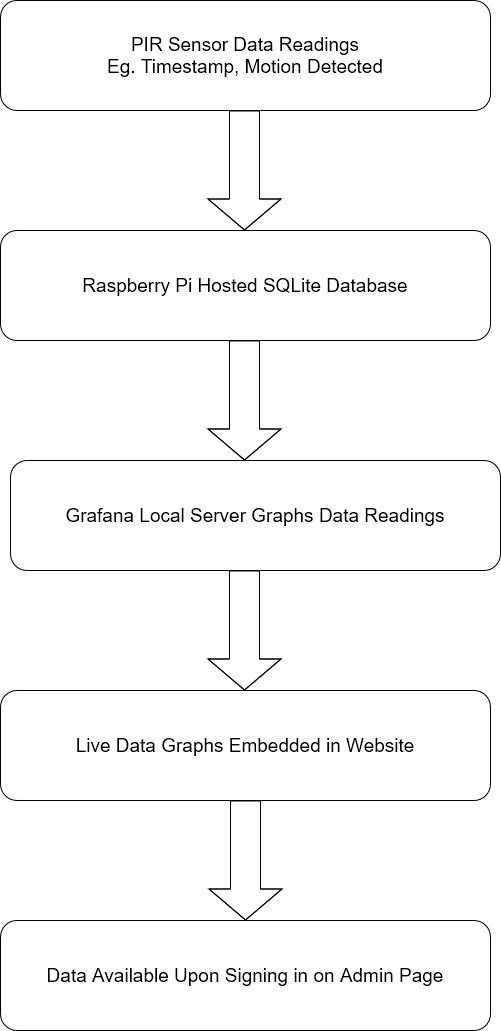 PIR Sensor Data Readings
Eg. Timestamp, Motion Detected
Raspberry Pi Hosted SQLite Database
Grafana Local Server Graphs Data Readings
Live Data Graphs Embedded in Website
Data Available Upon Signing in on Admin Page